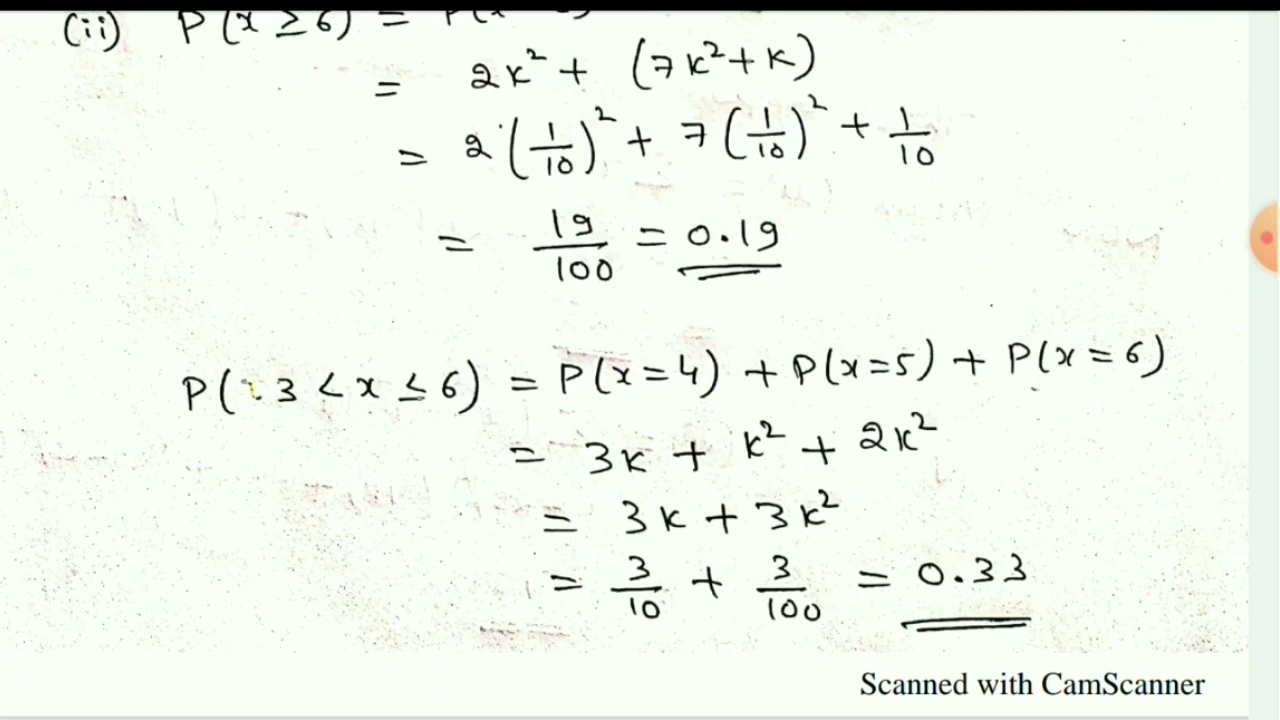 (ii) P(x ≥ 6) =
= 2k² + (7k² + k)
= 2(1/10)² + 7(1/10)² + 1/10
= 19/100 = 0.19
P(3 < x ≤ 6) = P(x=4) + P(x=5) + P(x=6)
= 3k + k² + 2k²
= 3k + 3k²
= 3/10 + 3/100 = 0.33
Scanned with CamScanner